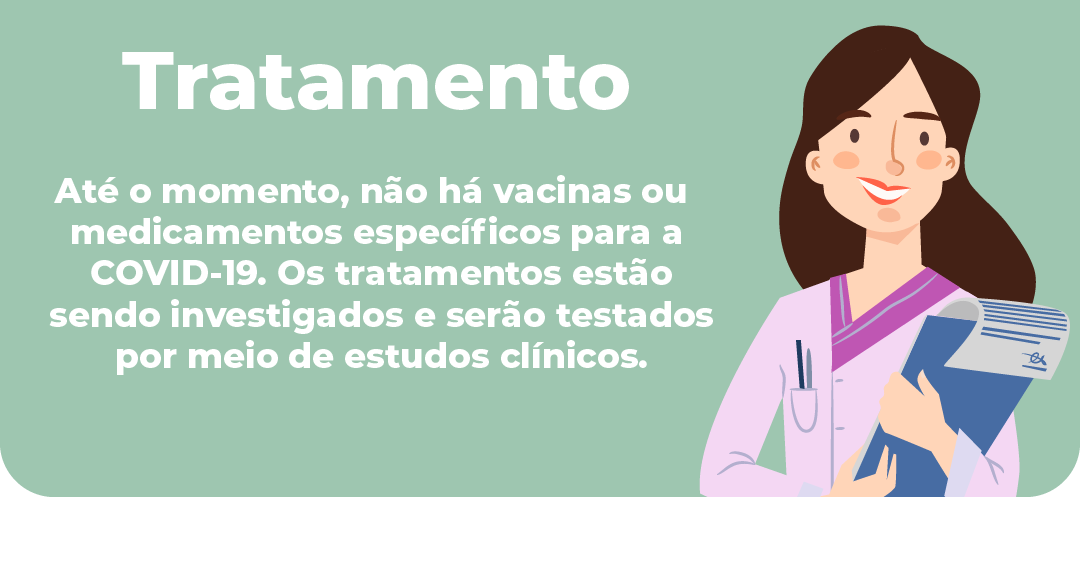 Tratamento
Até o momento, não há vacinas ou
medicamentos específicos para a
COVID-19. Os tratamentos estão
sendo investigados e serão testados
por meio de estudos clínicos.